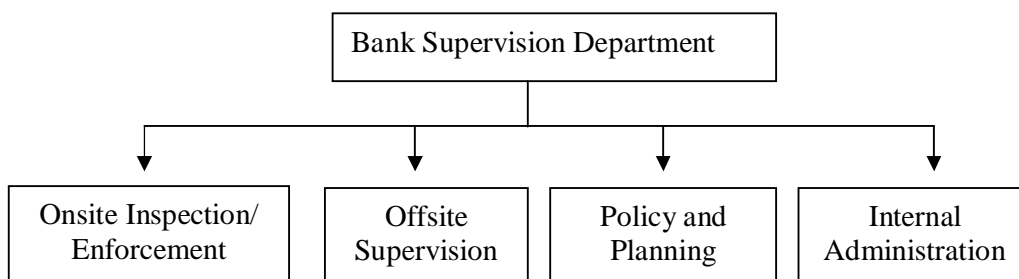 Bank Supervision Department
Onsite Inspection/
Enforcement
Offsite
Supervision
Policy and
Planning
Internal
Administration